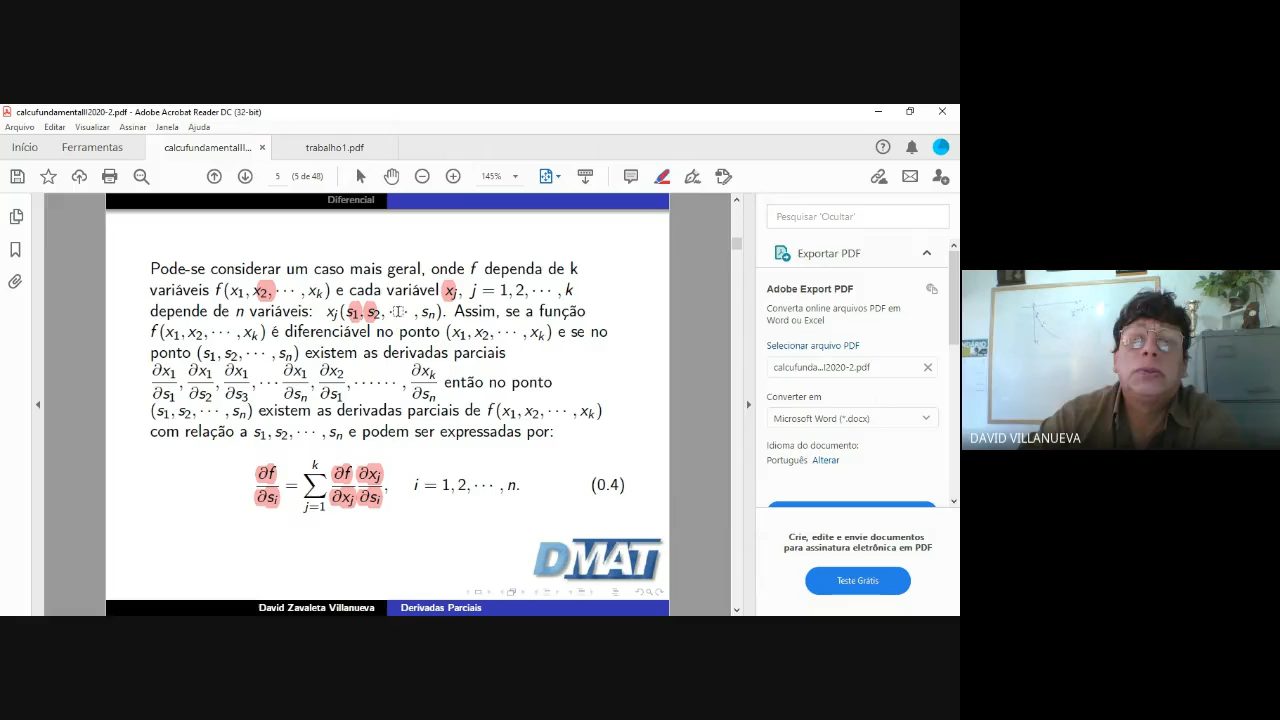 calcufundamentalII2020-2.pdf - Adobe Acrobat Reader DC (32-bit)
Arquivo Editar Visualizar Assinar Janela Ajuda
Início Ferramentas calcufundamentalII... × trabalho1.pdf
5 (5 de 48) 145%
Diferencial
Pode-se considerar um caso mais geral, onde f dependa de k
variáveis f(x₁, x₂, ⋯ , xₖ) e cada variável xⱼ, j = 1, 2, ⋯ , k
depende de n variáveis: xⱼ(s₁, s₂, ⋯ , sₙ). Assim, se a função
f(x₁, x₂, ⋯ , xₖ) é diferenciável no ponto (x₁, x₂, ⋯ , xₖ) e se no
ponto (s₁, s₂, ⋯ , sₙ) existem as derivadas parciais
∂x₁/∂s₁, ∂x₁/∂s₂, ∂x₁/∂s₃, ⋯ ∂x₁/∂sₙ, ∂x₂/∂s₁, ⋯⋯ , ∂xₖ/∂sₙ então no ponto
(s₁, s₂, ⋯ , sₙ) existem as derivadas parciais de f(x₁, x₂, ⋯ , xₖ)
com relação a s₁, s₂, ⋯ , sₙ e podem ser expressadas por:
∂f/∂sᵢ = ∑ⱼ₌₁ᵏ ∂f/∂xⱼ ∂xⱼ/∂sᵢ, i = 1, 2, ⋯ , n. (0.4)
DMAT
David Zavaleta Villanueva Derivadas Parciais
Pesquisar 'Ocultar'
Exportar PDF
Adobe Export PDF
Converta online arquivos PDF em
Word ou Excel
Selecionar arquivo PDF
calcufunda...II2020-2.pdf
Converter em
Microsoft Word (*.docx)
Idioma do documento:
Português Alterar
Crie, edite e envie documentos
para assinatura eletrônica em PDF
Teste Grátis
DAVID VILLANUEVA